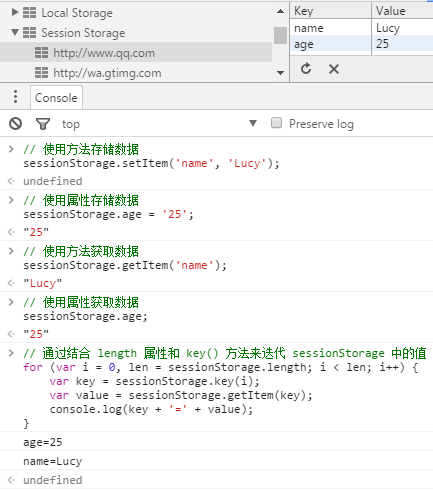 Local Storage
Session Storage
http://www.qq.com
http://wa.gtimg.com
Key Value
name Lucy
age 25
Console
top Preserve log
// 使用方法存储数据
sessionStorage.setItem('name', 'Lucy');
undefined
// 使用属性存储数据
sessionStorage.age = '25';
"25"
// 使用方法获取数据
sessionStorage.getItem('name');
"Lucy"
// 使用属性获取数据
sessionStorage.age;
"25"
// 通过结合 length 属性和 key() 方法来迭代 sessionStorage 中的值
for (var i = 0, len = sessionStorage.length; i < len; i++) {
    var key = sessionStorage.key(i);
    var value = sessionStorage.getItem(key);
    console.log(key + '=' + value);
}
age=25
name=Lucy
undefined